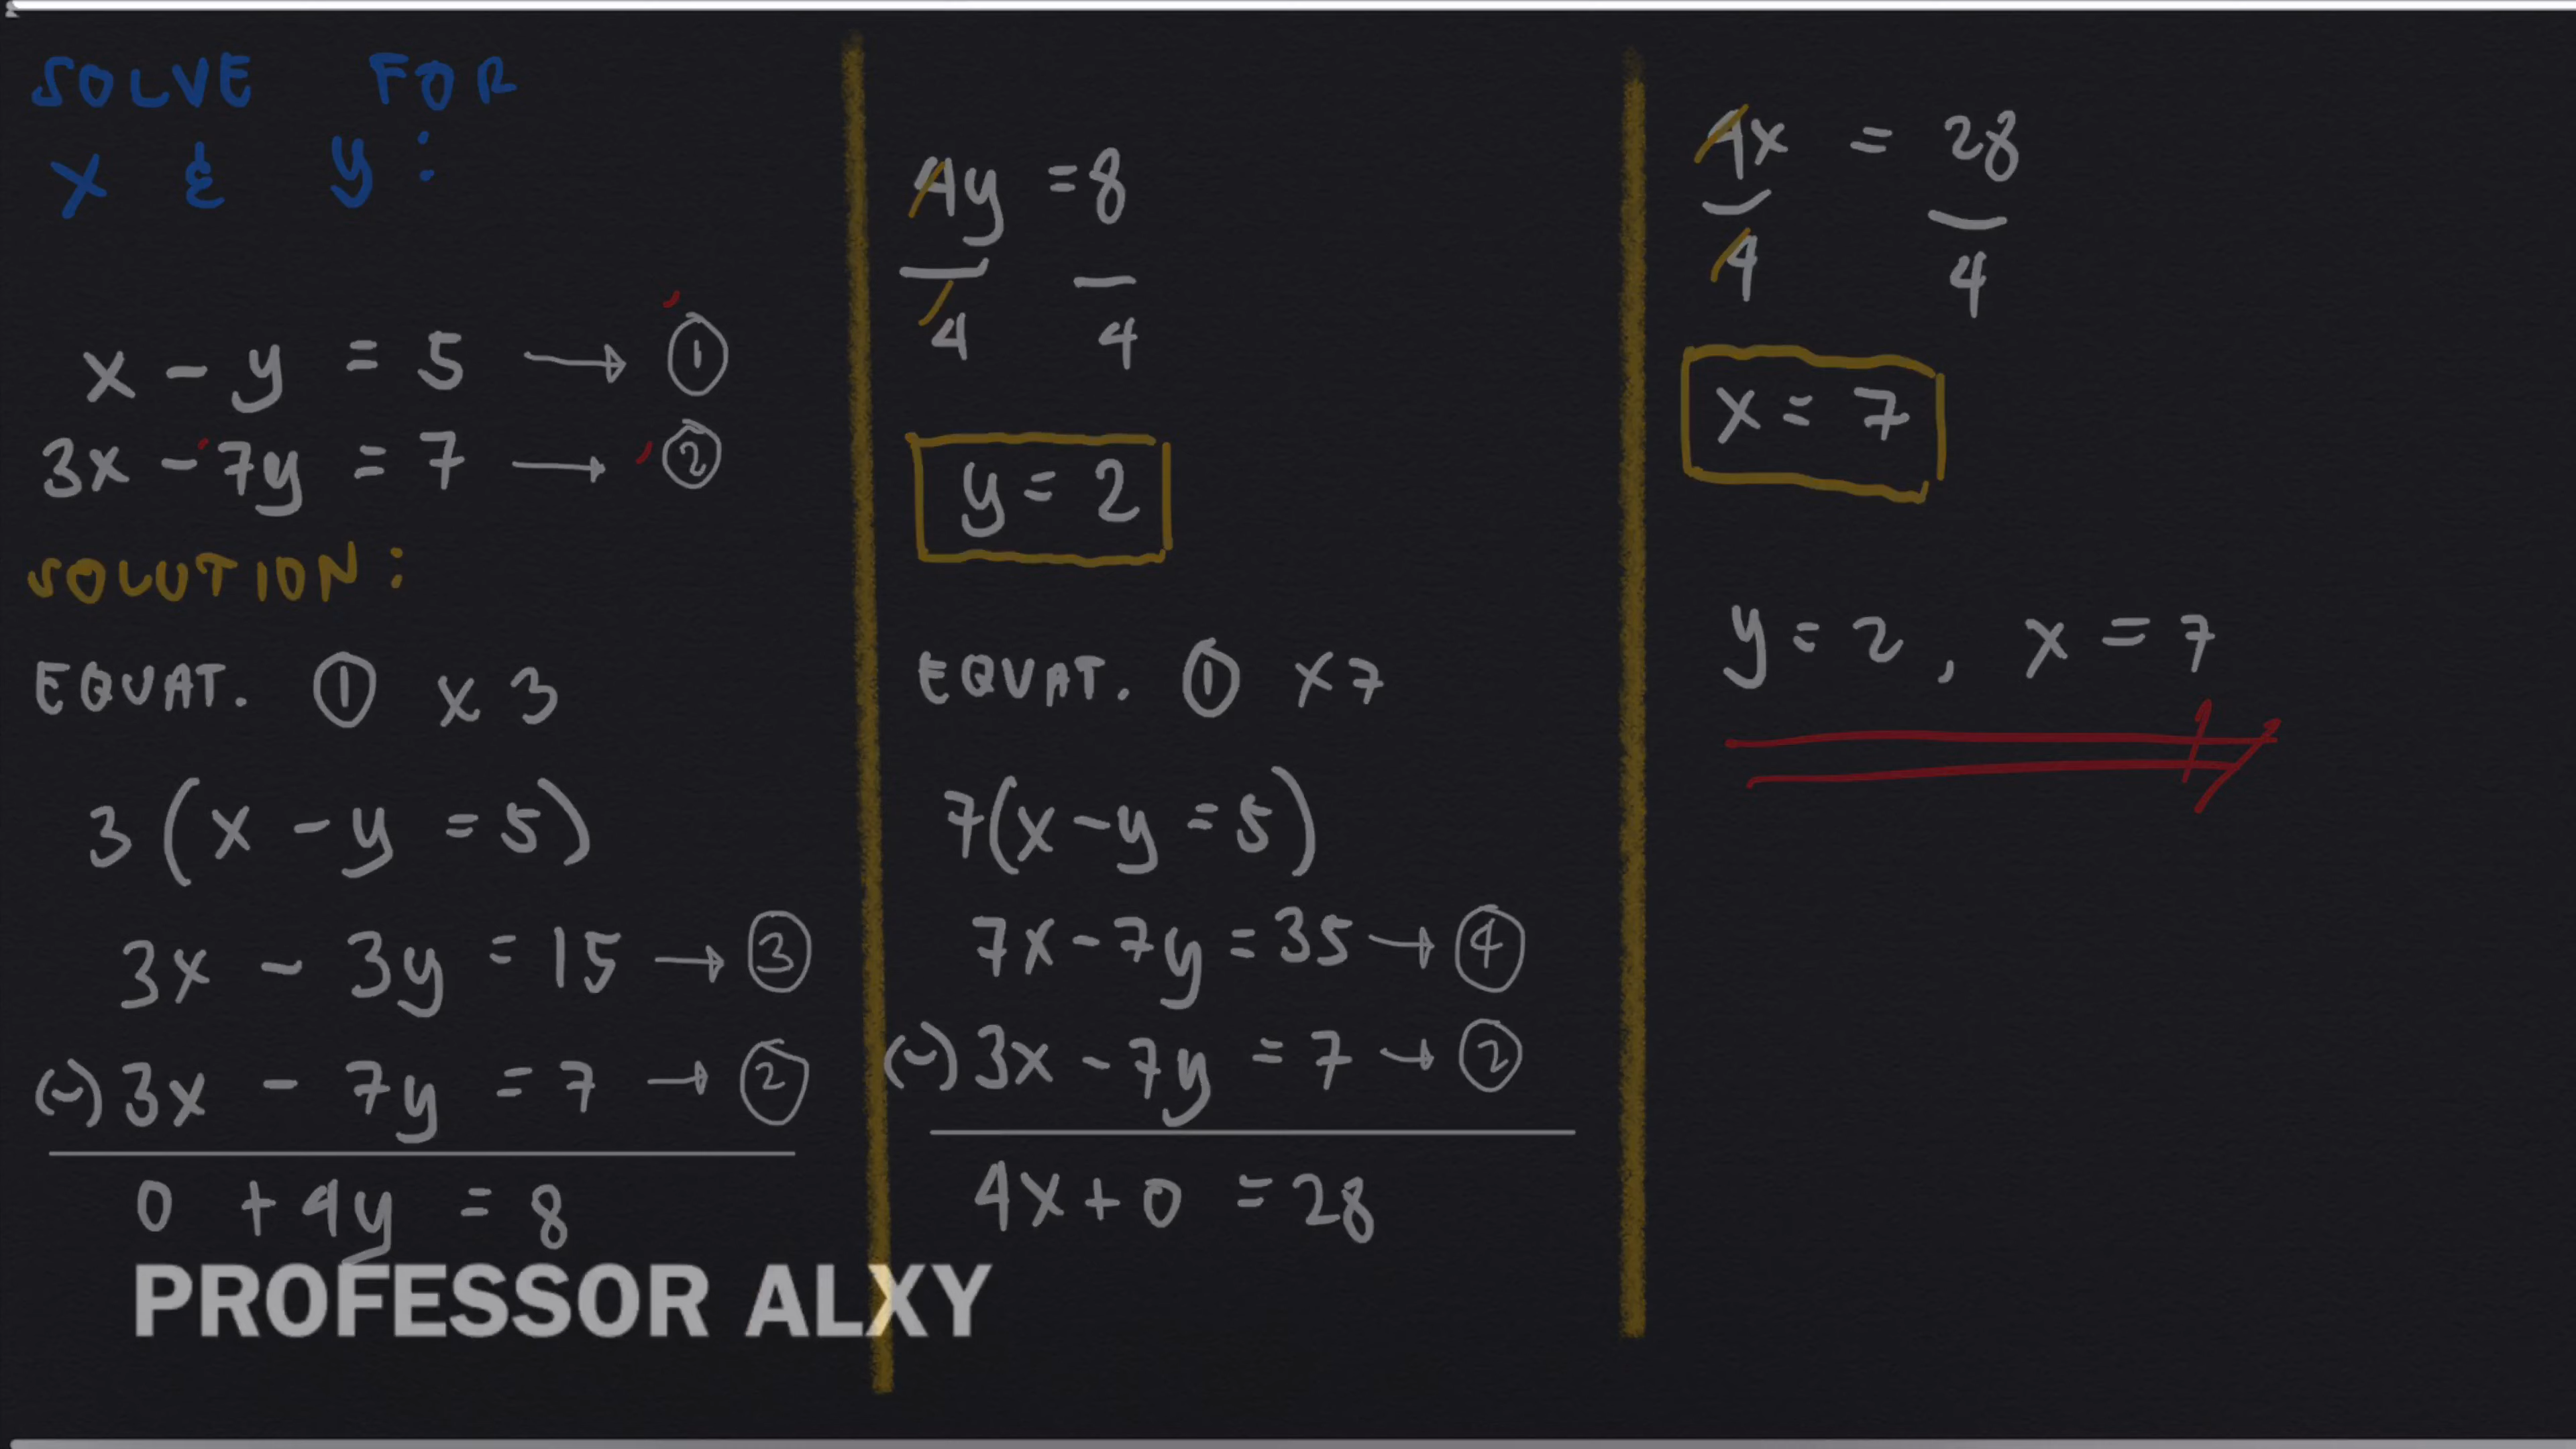 SOLVE FOR
x & y:
x - y = 5 → ①
3x - 7y = 7 → ②
SOLUTION:
EQUAT. ① x 3
3(x - y = 5)
3x - 3y = 15 → ③
(-) 3x - 7y = 7 → ②
0 + 4y = 8
4y = 8
4 4
y = 2
EQUAT. ① x 7
7(x - y = 5)
7x - 7y = 35 → ④
(-) 3x - 7y = 7 → ②
4x + 0 = 28
4x = 28
4 4
x = 7
y = 2, x = 7
PROFESSOR ALXY